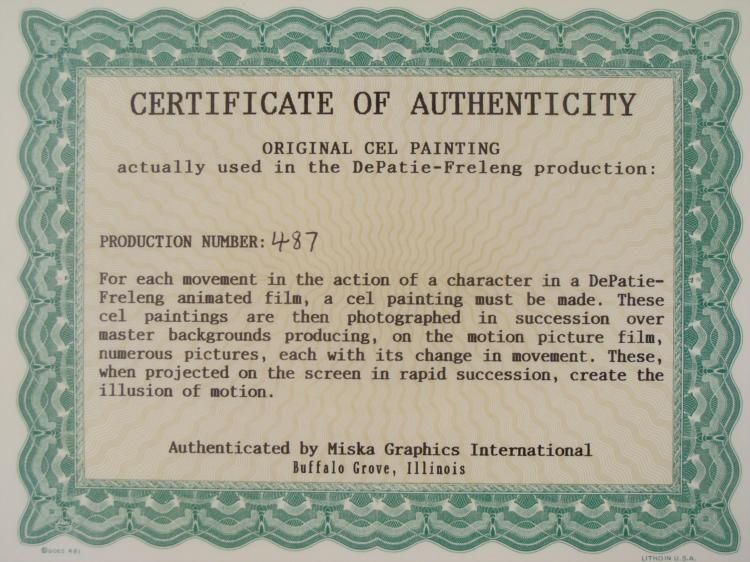 CERTIFICATE OF AUTHENTICITY
ORIGINAL CEL PAINTING
actually used in the DePatie-Freleng production:
PRODUCTION NUMBER: 487
For each movement in the action of a character in a DePatie-
Freleng animated film, a cel painting must be made. These
cel paintings are then photographed in succession over
master backgrounds producing, on the motion picture film,
numerous pictures, each with its change in movement. These,
when projected on the screen in rapid succession, create the
illusion of motion.
Authenticated by Miska Graphics International
Buffalo Grove, Illinois
©GOES 481
LITHO IN U.S.A.